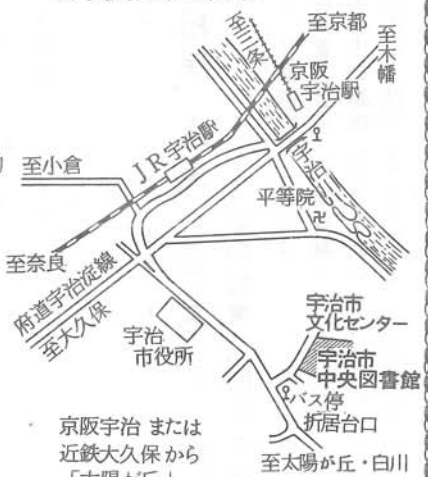 至京都
至三条
至木幡
京阪
宇治駅
JR宇治駅
宇治川
至小倉
平等院
至奈良
府道宇治淀線
至大久保
宇治
市役所
宇治市
文化センター
宇治市
中央図書館
バス停
折居台口
京阪宇治 または
近鉄大久保から
至太陽が丘・白川
「太陽が丘」